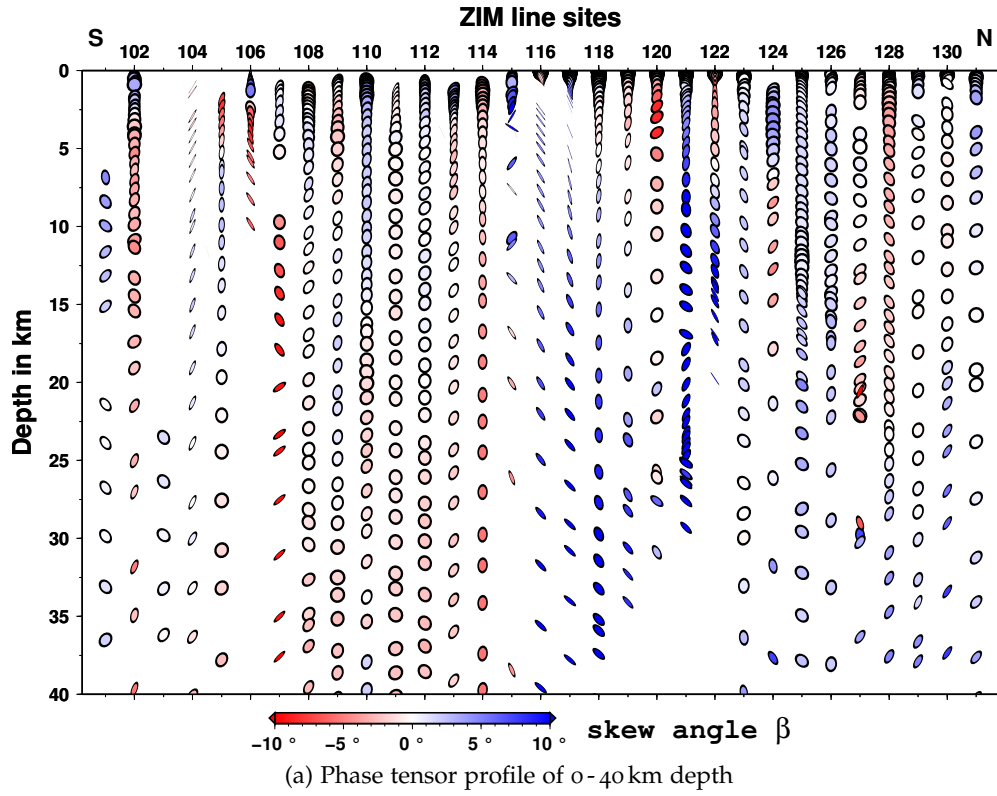 ZIM line sites
S 102 104 106 108 110 112 114 116 118 120 122 124 126 128 130 N
0
5
10
15
20
25
30
35
40
Depth in km
−10 ° −5 ° 0 ° 5 ° 10 °
skew angle β
(a) Phase tensor profile of 0-40 km depth